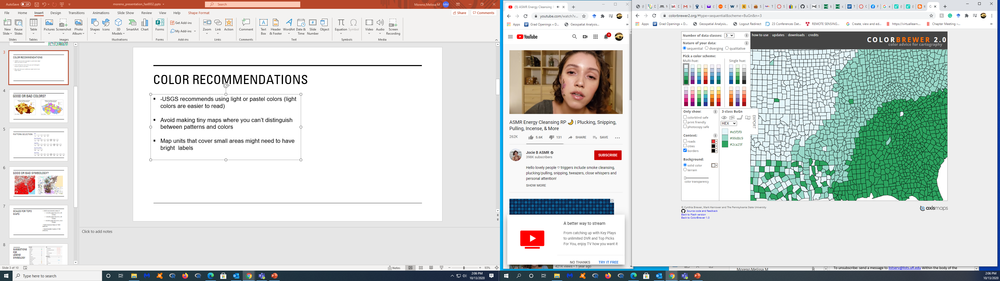 AutoSave Off
moreno_presentation_fas6932.pptx
Search
Moreno,Melissa M
MM
File Home Insert Design Transitions Animations Slide Show Review View Help Shape Format
Share Comments
New Slide
Reuse Slides
Table
Pictures
Screenshot
Photo Album
Shapes
Icons
3D Models
SmartArt
Chart
Forms
Get Add-ins
My Add-ins
Zoom
Link
Action
Comment
Text Box
Header & Footer
WordArt
Date & Time
Slide Number
Object
Equation
Symbol
Video
Audio
Screen Recording
Slides Tables Images Illustrations Forms Add-ins Links Comments Text Symbols Media
3
COLOR RECOMMENDATIONS
4
GOOD OR BAD COLORS?
5
PATTERN SELECTION
6
GOOD OR BAD SYMBOLOGY?
7
SCALES FOR TOPO
MAPS
8
SUGGESTIONS
FOR
LEGEND
SYMBOLOGY
COLOR RECOMMENDATIONS
▪ -USGS recommends using light or pastel colors (light
colors are easier to read)
▪ Avoid making tiny maps where you can't distinguish
between patterns and colors
▪ Map units that cover small areas might need to have
bright labels
Click to add notes
Slide 3 of 10
Notes
93%
Type here to search
2:06 PM
10/13/2020
(5) ASMR Energy Cleansing
youtube.com/watch?v...
Apps
Grad Openings » D...
Geospatial Analysis...
YouTube
5
ASMR Energy Cleansing RP 🌙 | Plucking, Snipping,
Pulling, Incense, & More
262K
5.6K
131
SHARE
SAVE
Jocie B ASMR
398K subscribers
SUBSCRIBE
Hello lovely people ♡ triggers include smoke cleansing,
plucking/pulling, snipping, tweazers, close whispers and
personal attention!
SHOW MORE
A better way to stream
From catching up with Key Plays
to unlimited DVR and Top Picks
For You, enjoy TV how you want it
NO THANKS TRY IT FREE
421K views • 1 year ago
colorbrewer2.org/#type=sequential&scheme=BuGn&n=3
Apps
Grad Openings » D...
Geospatial Analysis...
Logout Redirect
23 Conferences Dat...
REMOTE SENSING...
Create, view and ed...
https://virtuallearn....
Chapter Meeting –...
Number of data classes: 3
how to use | updates | downloads | credits
COLORBREWER 2.0
color advice for cartography
Nature of your data:
sequential diverging qualitative
Pick a color scheme:
Multi-hue: Single hue:
Only show:
colorblind safe
print friendly
photocopy safe
3-class BuGn
EXPORT
HEX
#e5f5f9
#99d8c9
#2ca25f
Context:
roads
cities
borders
Background:
solid color
terrain
color transparency
© Cynthia Brewer, Mark Harrower and The Pennsylvania State University
Source code and feedback
Back to Flash version
Back to ColorBrewer 1.0
axismaps
Moreno,Melissa M
To unsubscribe: send a message to listserv@lists.ufl.edu Within the body of the
2:06 PM
10/13/2020